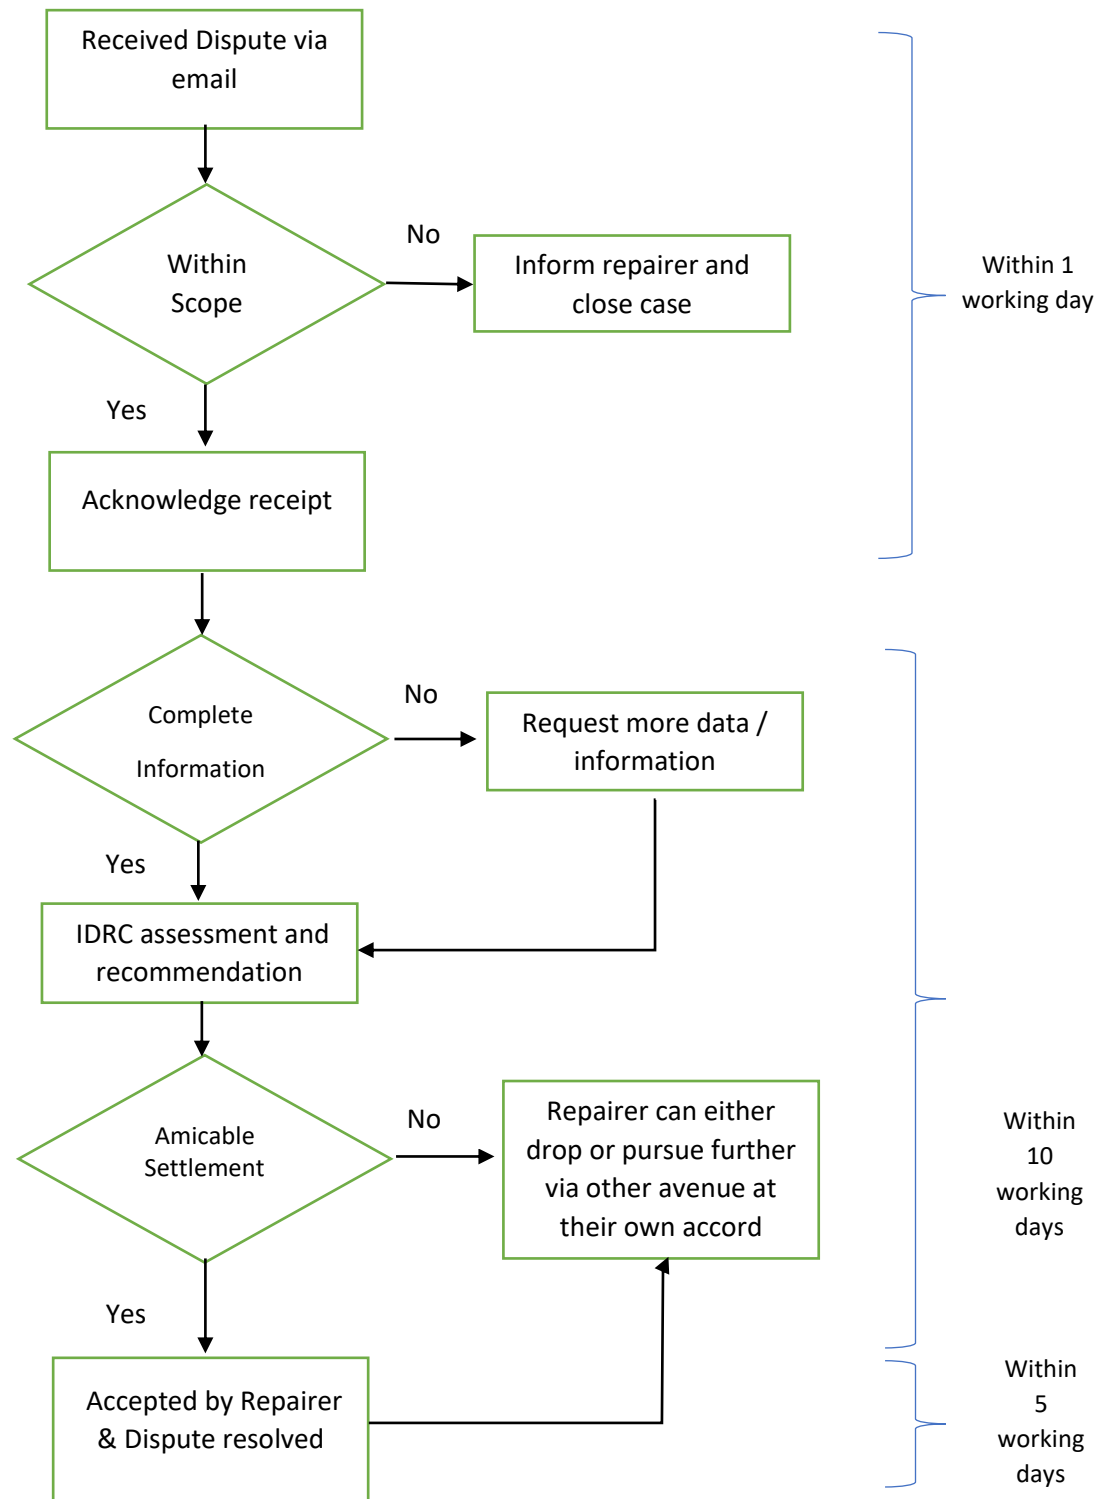 Received Dispute via
email
No
Within
Scope
Inform repairer and
close case
Within 1
working day
Yes
Acknowledge receipt
No
Complete
Information
Request more data /
information
Yes
IDRC assessment and
recommendation
No
Amicable
Settlement
Repairer can either
drop or pursue further
via other avenue at
their own accord
Within
10
working
days
Yes
Accepted by Repairer
& Dispute resolved
Within
5
working
days